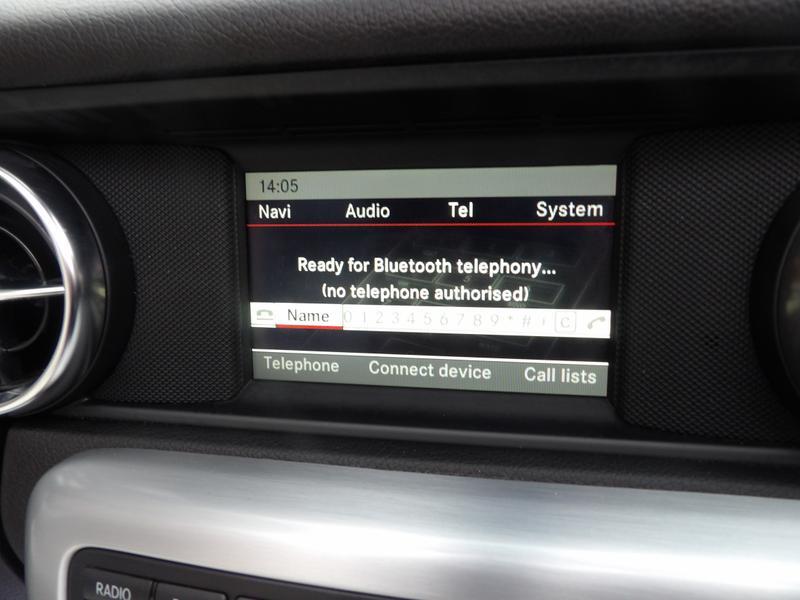 14:05
Navi Audio Tel System
Ready for Bluetooth telephony...
(no telephone authorised)
Name 0 1 2 3 4 5 6 7 8 9 * # + C
Telephone Connect device Call lists
RADIO